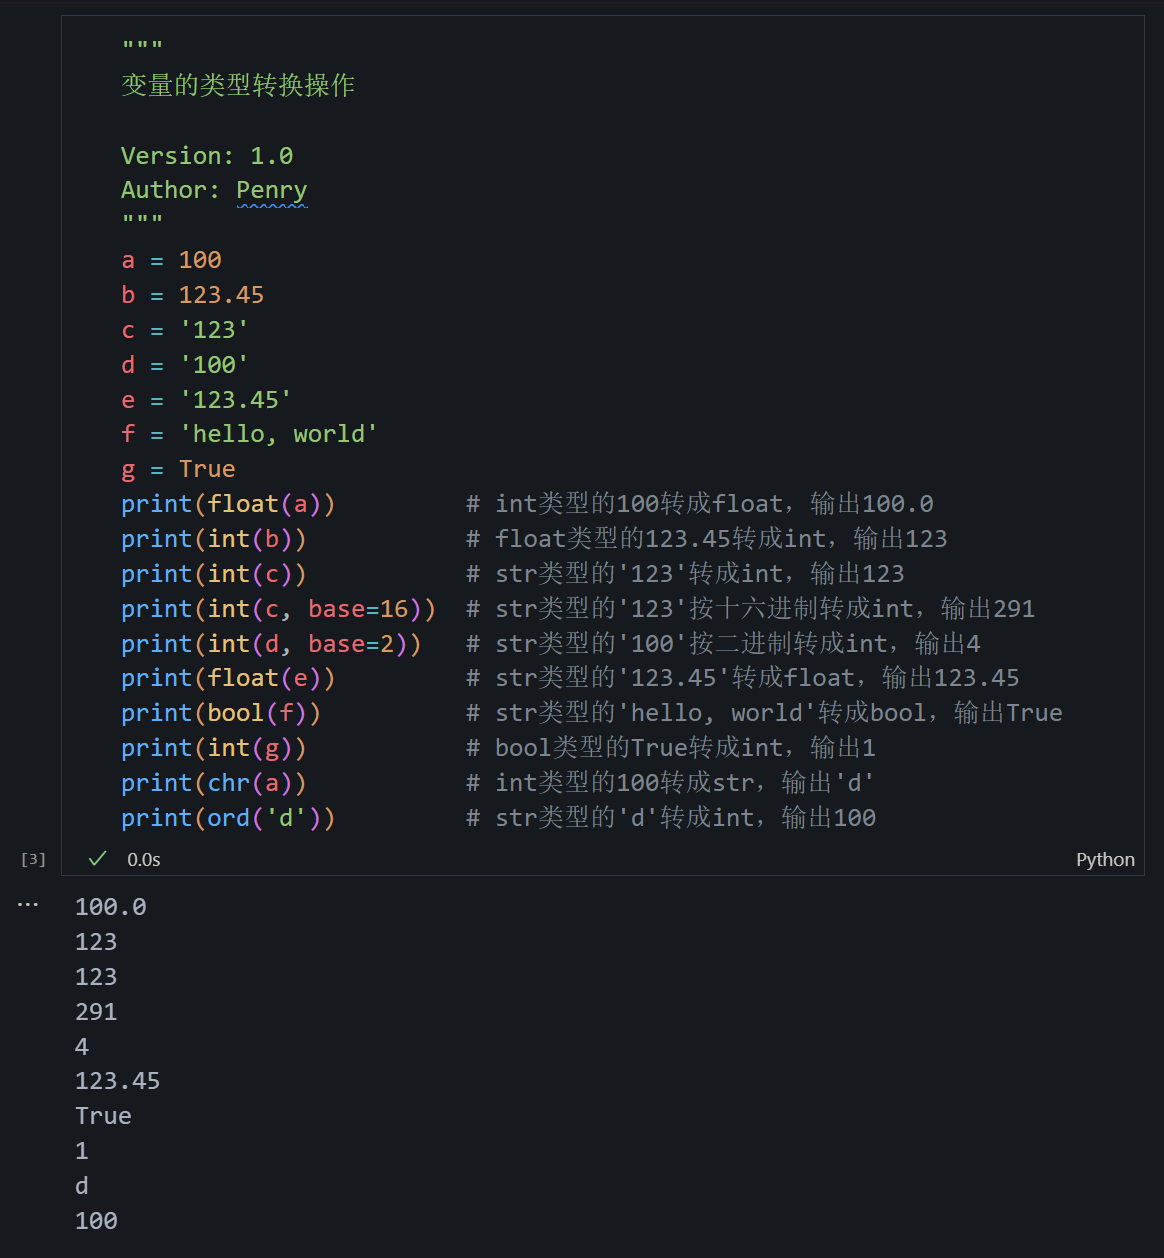 """
变量的类型转换操作
Version: 1.0
Author: Penry
"""
a = 100
b = 123.45
c = '123'
d = '100'
e = '123.45'
f = 'hello, world'
g = True
print(float(a))         # int类型的100转成float，输出100.0
print(int(b))           # float类型的123.45转成int，输出123
print(int(c))           # str类型的'123'转成int，输出123
print(int(c, base=16))  # str类型的'123'按十六进制转成int，输出291
print(int(d, base=2))   # str类型的'100'按二进制转成int，输出4
print(float(e))         # str类型的'123.45'转成float，输出123.45
print(bool(f))          # str类型的'hello, world'转成bool，输出True
print(int(g))           # bool类型的True转成int，输出1
print(chr(a))           # int类型的100转成str，输出'd'
print(ord('d'))         # str类型的'd'转成int，输出100
[3] ✓ 0.0s Python
... 100.0
123
123
291
4
123.45
True
1
d
100